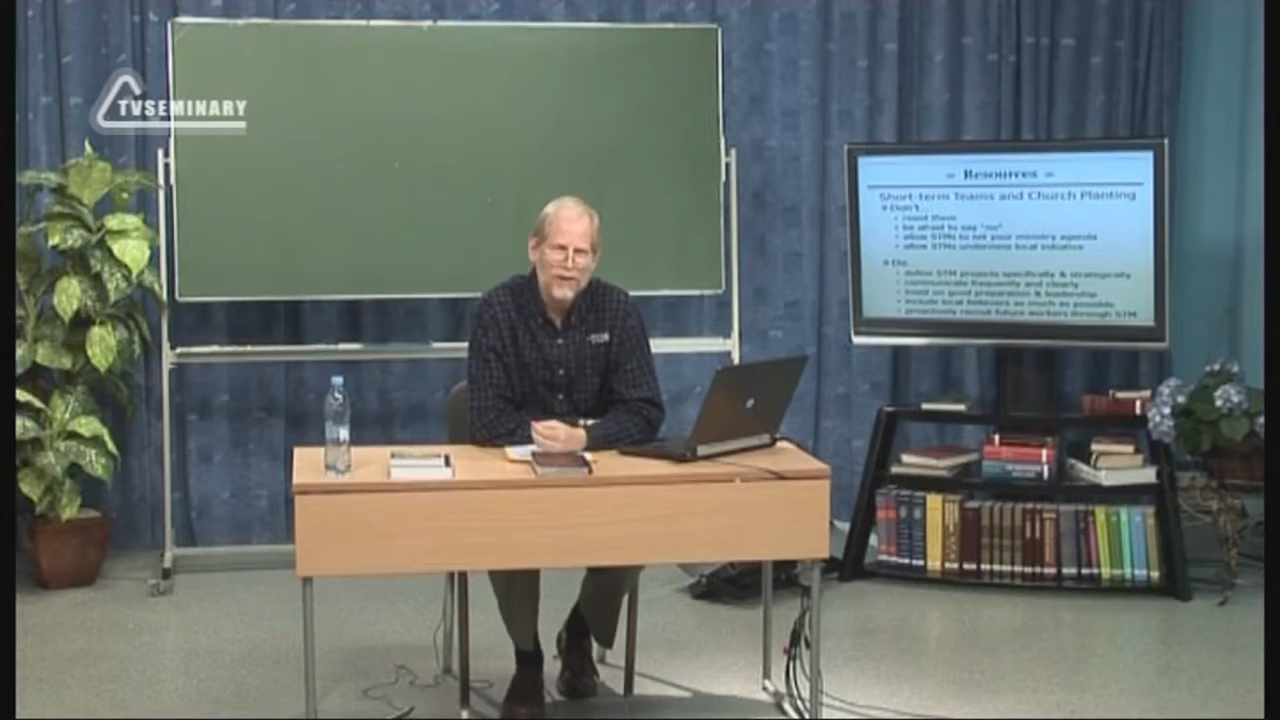 TVSEMINARY
Resources
Short-term Teams and Church Planting
Don't...
resist them
be afraid to say "no"
allow STMs to set your ministry agenda
allow STMs undermine local initiative
Do...
define STM projects specifically & strategically
communicate frequently and clearly
insist on good preparation & leadership
include local believers as much as possible
proactively recruit future workers through STM